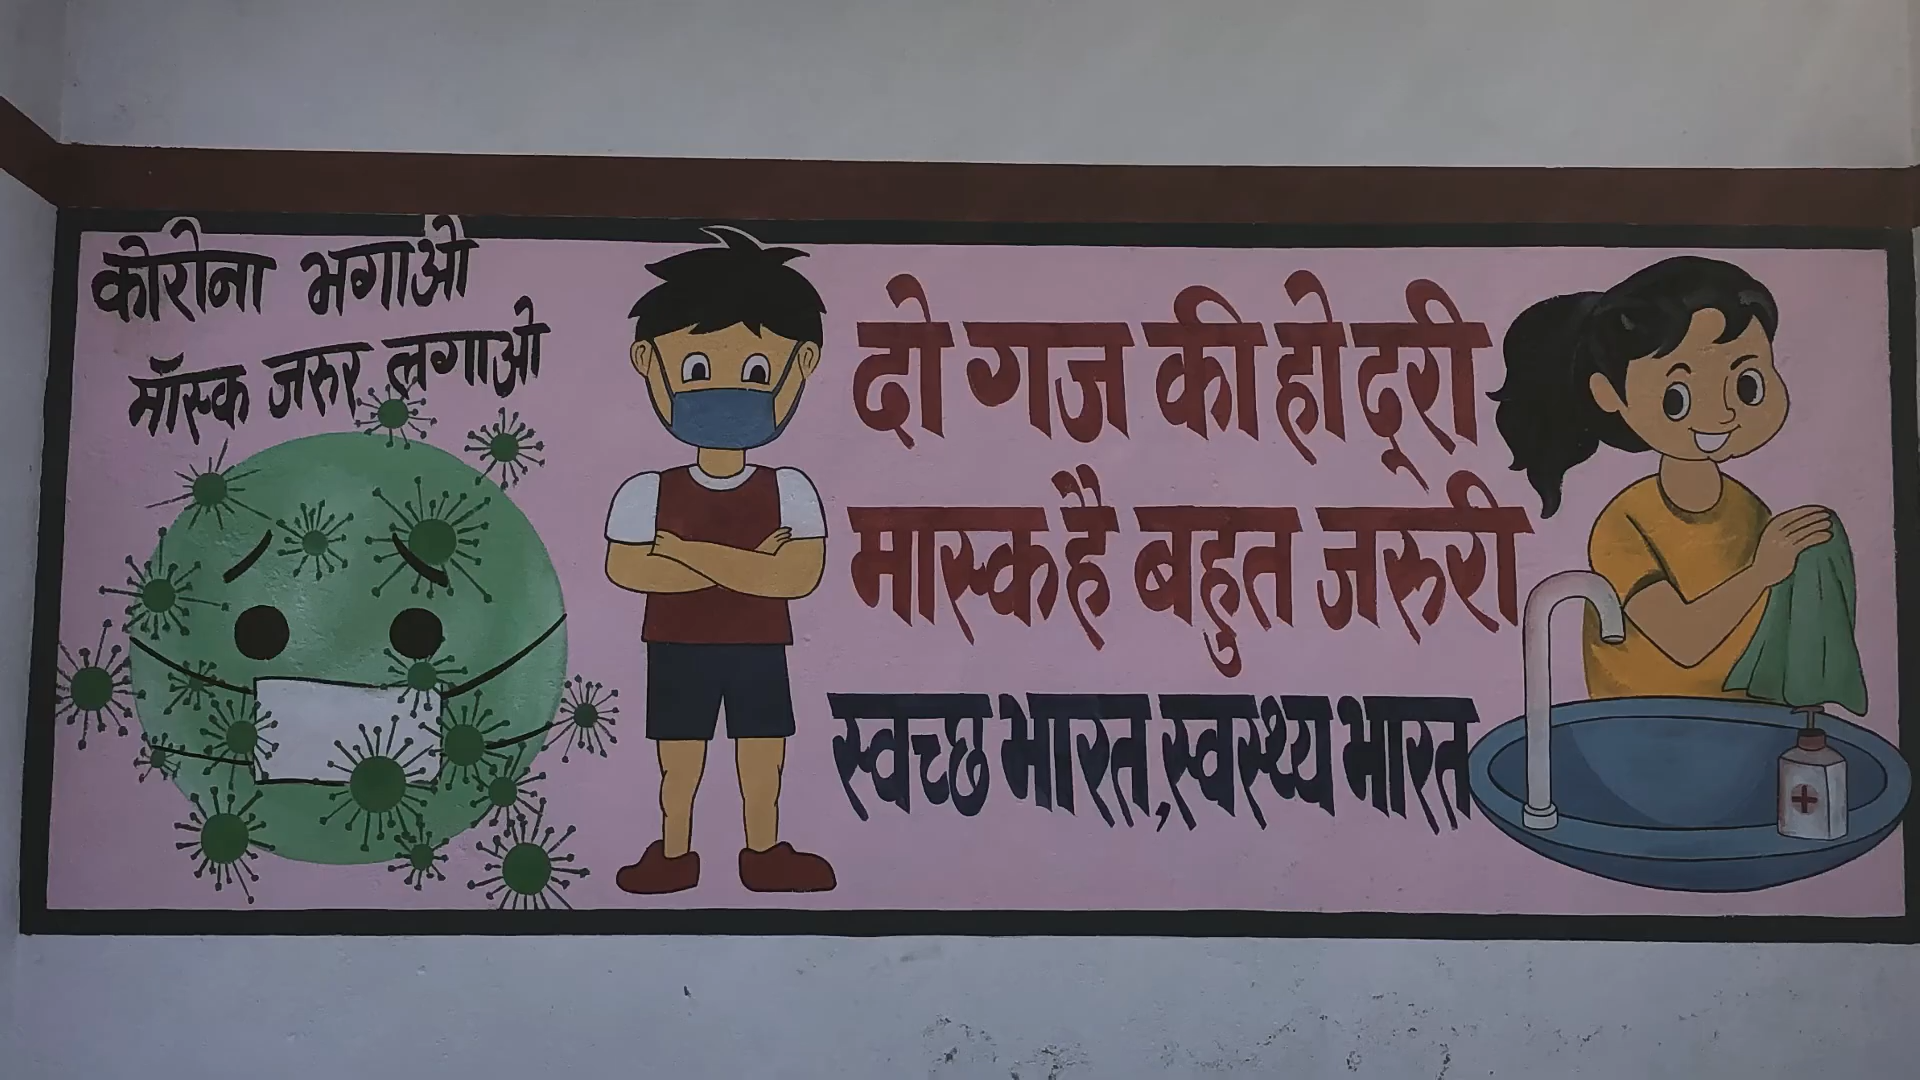 कोरोना भगाओ
मॉस्क जरुर लगाओ
दो गज की हो दूरी
मास्क है बहुत जरुरी
स्वच्छ भारत, स्वस्थ्य भारत